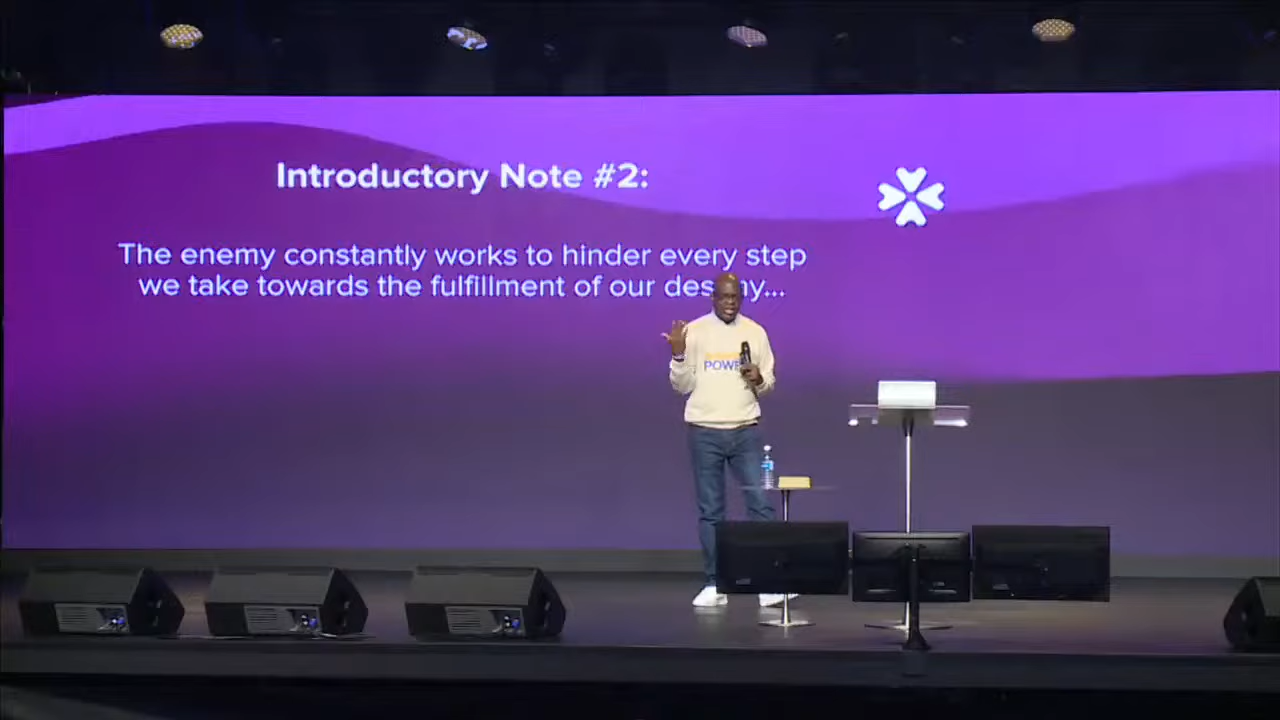 Introductory Note #2:
The enemy constantly works to hinder every step
we take towards the fulfillment of our